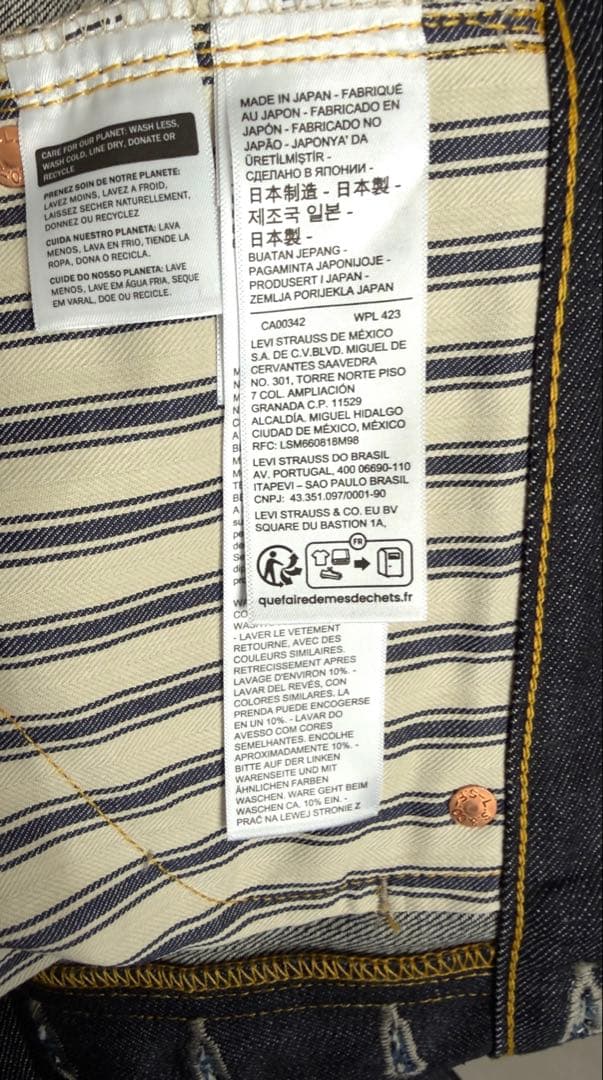 CARE FOR OUR PLANET: WASH LESS,
WASH COLD, LINE DRY, DONATE OR
RECYCLE
PRENEZ SOIN DE NOTRE PLANETE:
LAVEZ MOINS, LAVEZ A FROID,
LAISSEZ SECHER NATURELLEMENT,
DONNEZ OU RECYCLEZ
CUIDA NUESTRO PLANETA: LAVA
MENOS, LAVA EN FRIO, TIENDE LA
ROPA, DONA O RECICLA.
CUIDE DO NOSSO PLANETA: LAVE
MENOS, LAVE EM ÁGUA FRIA, SEQUE
EM VARAL, DOE OU RECICLE.
MADE IN JAPAN - FABRIQUÉ
AU JAPON - FABRICADO EN
JAPÓN - FABRICADO NO
JAPÃO - JAPONYA' DA
ÜRETİLMİŞTİR -
СДЕЛАНО В ЯПОНИИ -
日本制造 - 日本製 -
제조국 일본 -
日本製 -
BUATAN JEPANG -
PAGAMINTA JAPONIJOJE -
PRODUSERT I JAPAN -
ZEMLJA PORIJEKLA JAPAN
CA00342 WPL 423
LEVI STRAUSS DE MÉXICO
S.A. DE C.V.BLVD. MIGUEL DE
CERVANTES SAAVEDRA
NO. 301, TORRE NORTE PISO
7 COL. AMPLIACIÓN
GRANADA C.P. 11529
ALCALDÍA. MIGUEL HIDALGO
CIUDAD DE MÉXICO, MÉXICO
RFC: LSM660818M98
LEVI STRAUSS DO BRASIL
AV. PORTUGAL, 400 06690-110
ITAPEVI – SAO PAULO BRASIL
CNPJ: 43.351.097/0001-90
LEVI STRAUSS & CO. EU BV
SQUARE DU BASTION 1A,
FR
quefairedemesdechets.fr
- LAVER LE VETEMENT
RETOURNE, AVEC DES
COULEURS SIMILAIRES.
RETRECISSEMENT APRES
LAVAGE D'ENVIRON 10%. -
LAVAR DEL REVÉS, CON
COLORES SIMILARES. LA
PRENDA PUEDE ENCOGERSE
EN UN 10%. - LAVAR DO
AVESSO COM CORES
SEMELHANTES. ENCOLHE
APROXIMADAMENTE 10%. -
BITTE AUF DER LINKEN
WARENSEITE UND MIT
ÄHNLICHEN FARBEN
WASCHEN. WARE GEHT BEIM
WASCHEN CA. 10% EIN. -
PRAĆ NA LEWEJ STRONIE Z